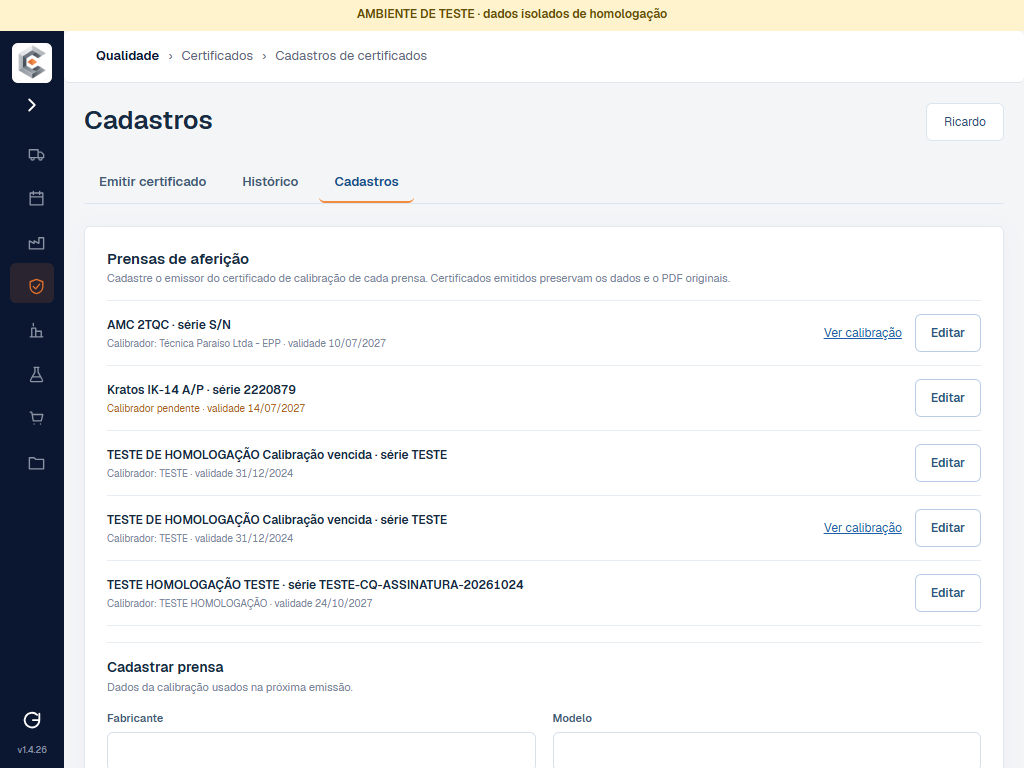 AMBIENTE DE TESTE · dados isolados de homologação
Qualidade › Certificados › Cadastros de certificados
Cadastros
Ricardo
Emitir certificado Histórico Cadastros
Prensas de aferição
Cadastre o emissor do certificado de calibração de cada prensa. Certificados emitidos preservam os dados e o PDF originais.
AMC 2TQC · série S/N
Calibrador: Técnica Paraiso Ltda - EPP · validade 10/07/2027
Ver calibração Editar
Kratos IK-14 A/P · série 2220879
Calibrador pendente · validade 14/07/2027
Editar
TESTE DE HOMOLOGAÇÃO Calibração vencida · série TESTE
Calibrador: TESTE · validade 31/12/2024
Editar
TESTE DE HOMOLOGAÇÃO Calibração vencida · série TESTE
Calibrador: TESTE · validade 31/12/2024
Ver calibração Editar
TESTE HOMOLOGAÇÃO TESTE · série TESTE-CQ-ASSINATURA-20261024
Calibrador: TESTE HOMOLOGAÇÃO · validade 24/10/2027
Editar
Cadastrar prensa
Dados da calibração usados na próxima emissão.
Fabricante Modelo
v1.4.26